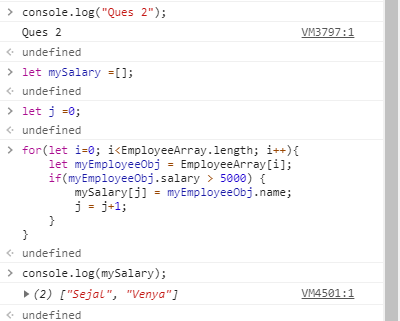 console.log("Ques 2");
Ques 2 VM3797:1
undefined
let mySalary =[];
undefined
let j =0;
undefined
for(let i=0; i<EmployeeArray.length; i++){
    let myEmployeeObj = EmployeeArray[i];
    if(myEmployeeObj.salary > 5000) {
        mySalary[j] = myEmployeeObj.name;
        j = j+1;
    }
}
undefined
console.log(mySalary);
(2) ["Sejal", "Venya"] VM4501:1
undefined